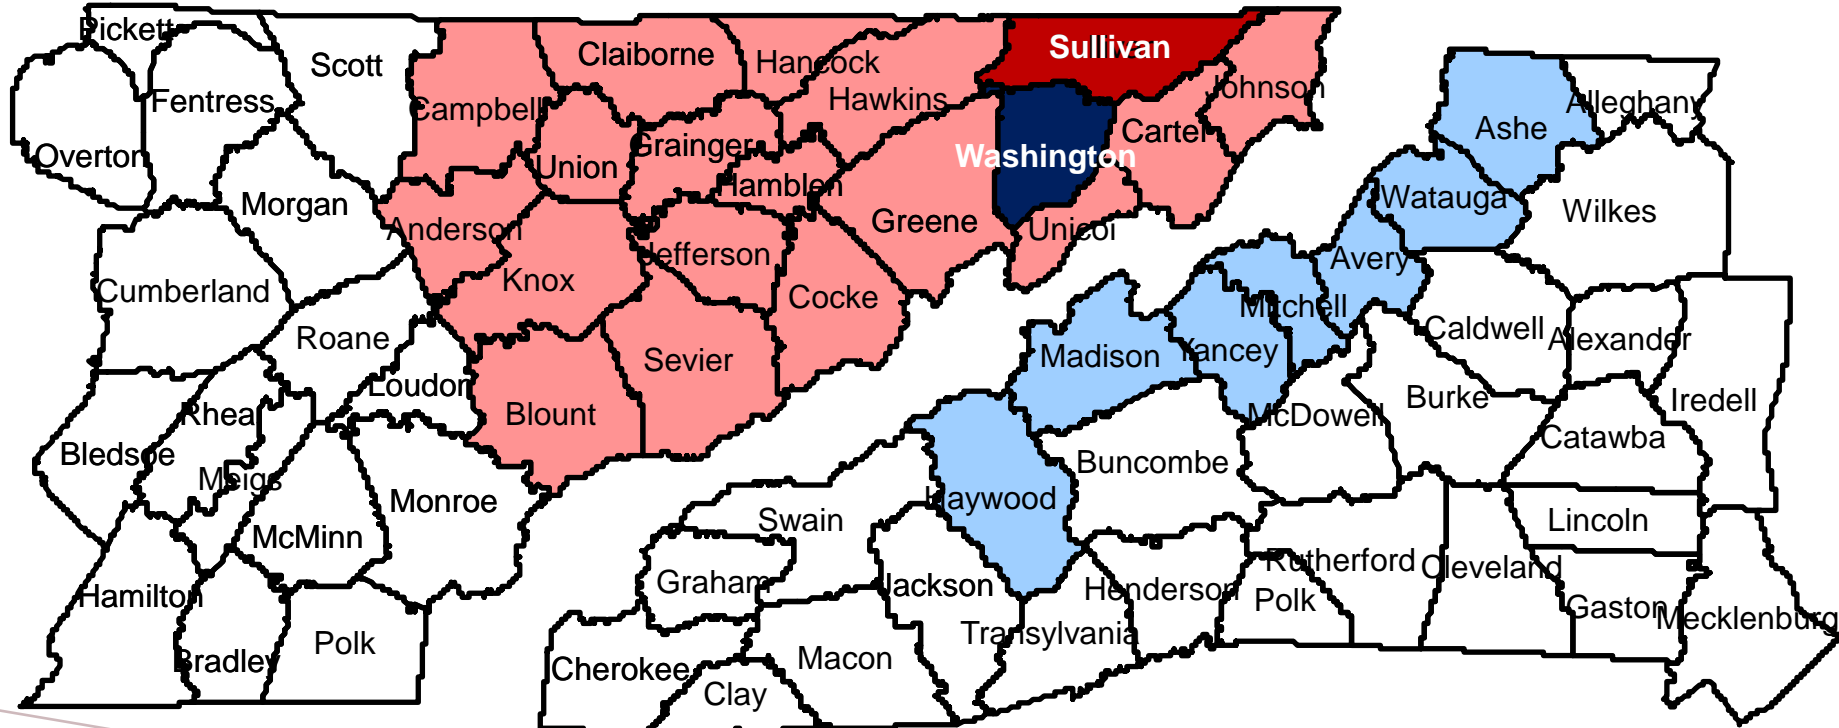 Pickett
Scott
Claiborne
Hancock
Sullivan
Johnson
Fentress
Campbell
Hawkins
Alleghany
Overton
Union
Grainger
Washington
Carter
Ashe
Morgan
Hamblen
Watauga
Wilkes
Anderson
Jefferson
Greene
Unicoi
Cumberland
Knox
Cocke
Avery
Roane
Mitchell
Caldwell
Alexander
Loudon
Sevier
Madison
Yancey
Rhea
Blount
McDowell
Burke
Iredell
Bledsoe
Meigs
Monroe
Buncombe
Catawba
McMinn
Swain
Haywood
Lincoln
Hamilton
Graham
Jackson
Henderson
Rutherford
Cleveland
Polk
Gaston
Mecklenburg
Bradley
Polk
Cherokee
Macon
Transylvania
Clay